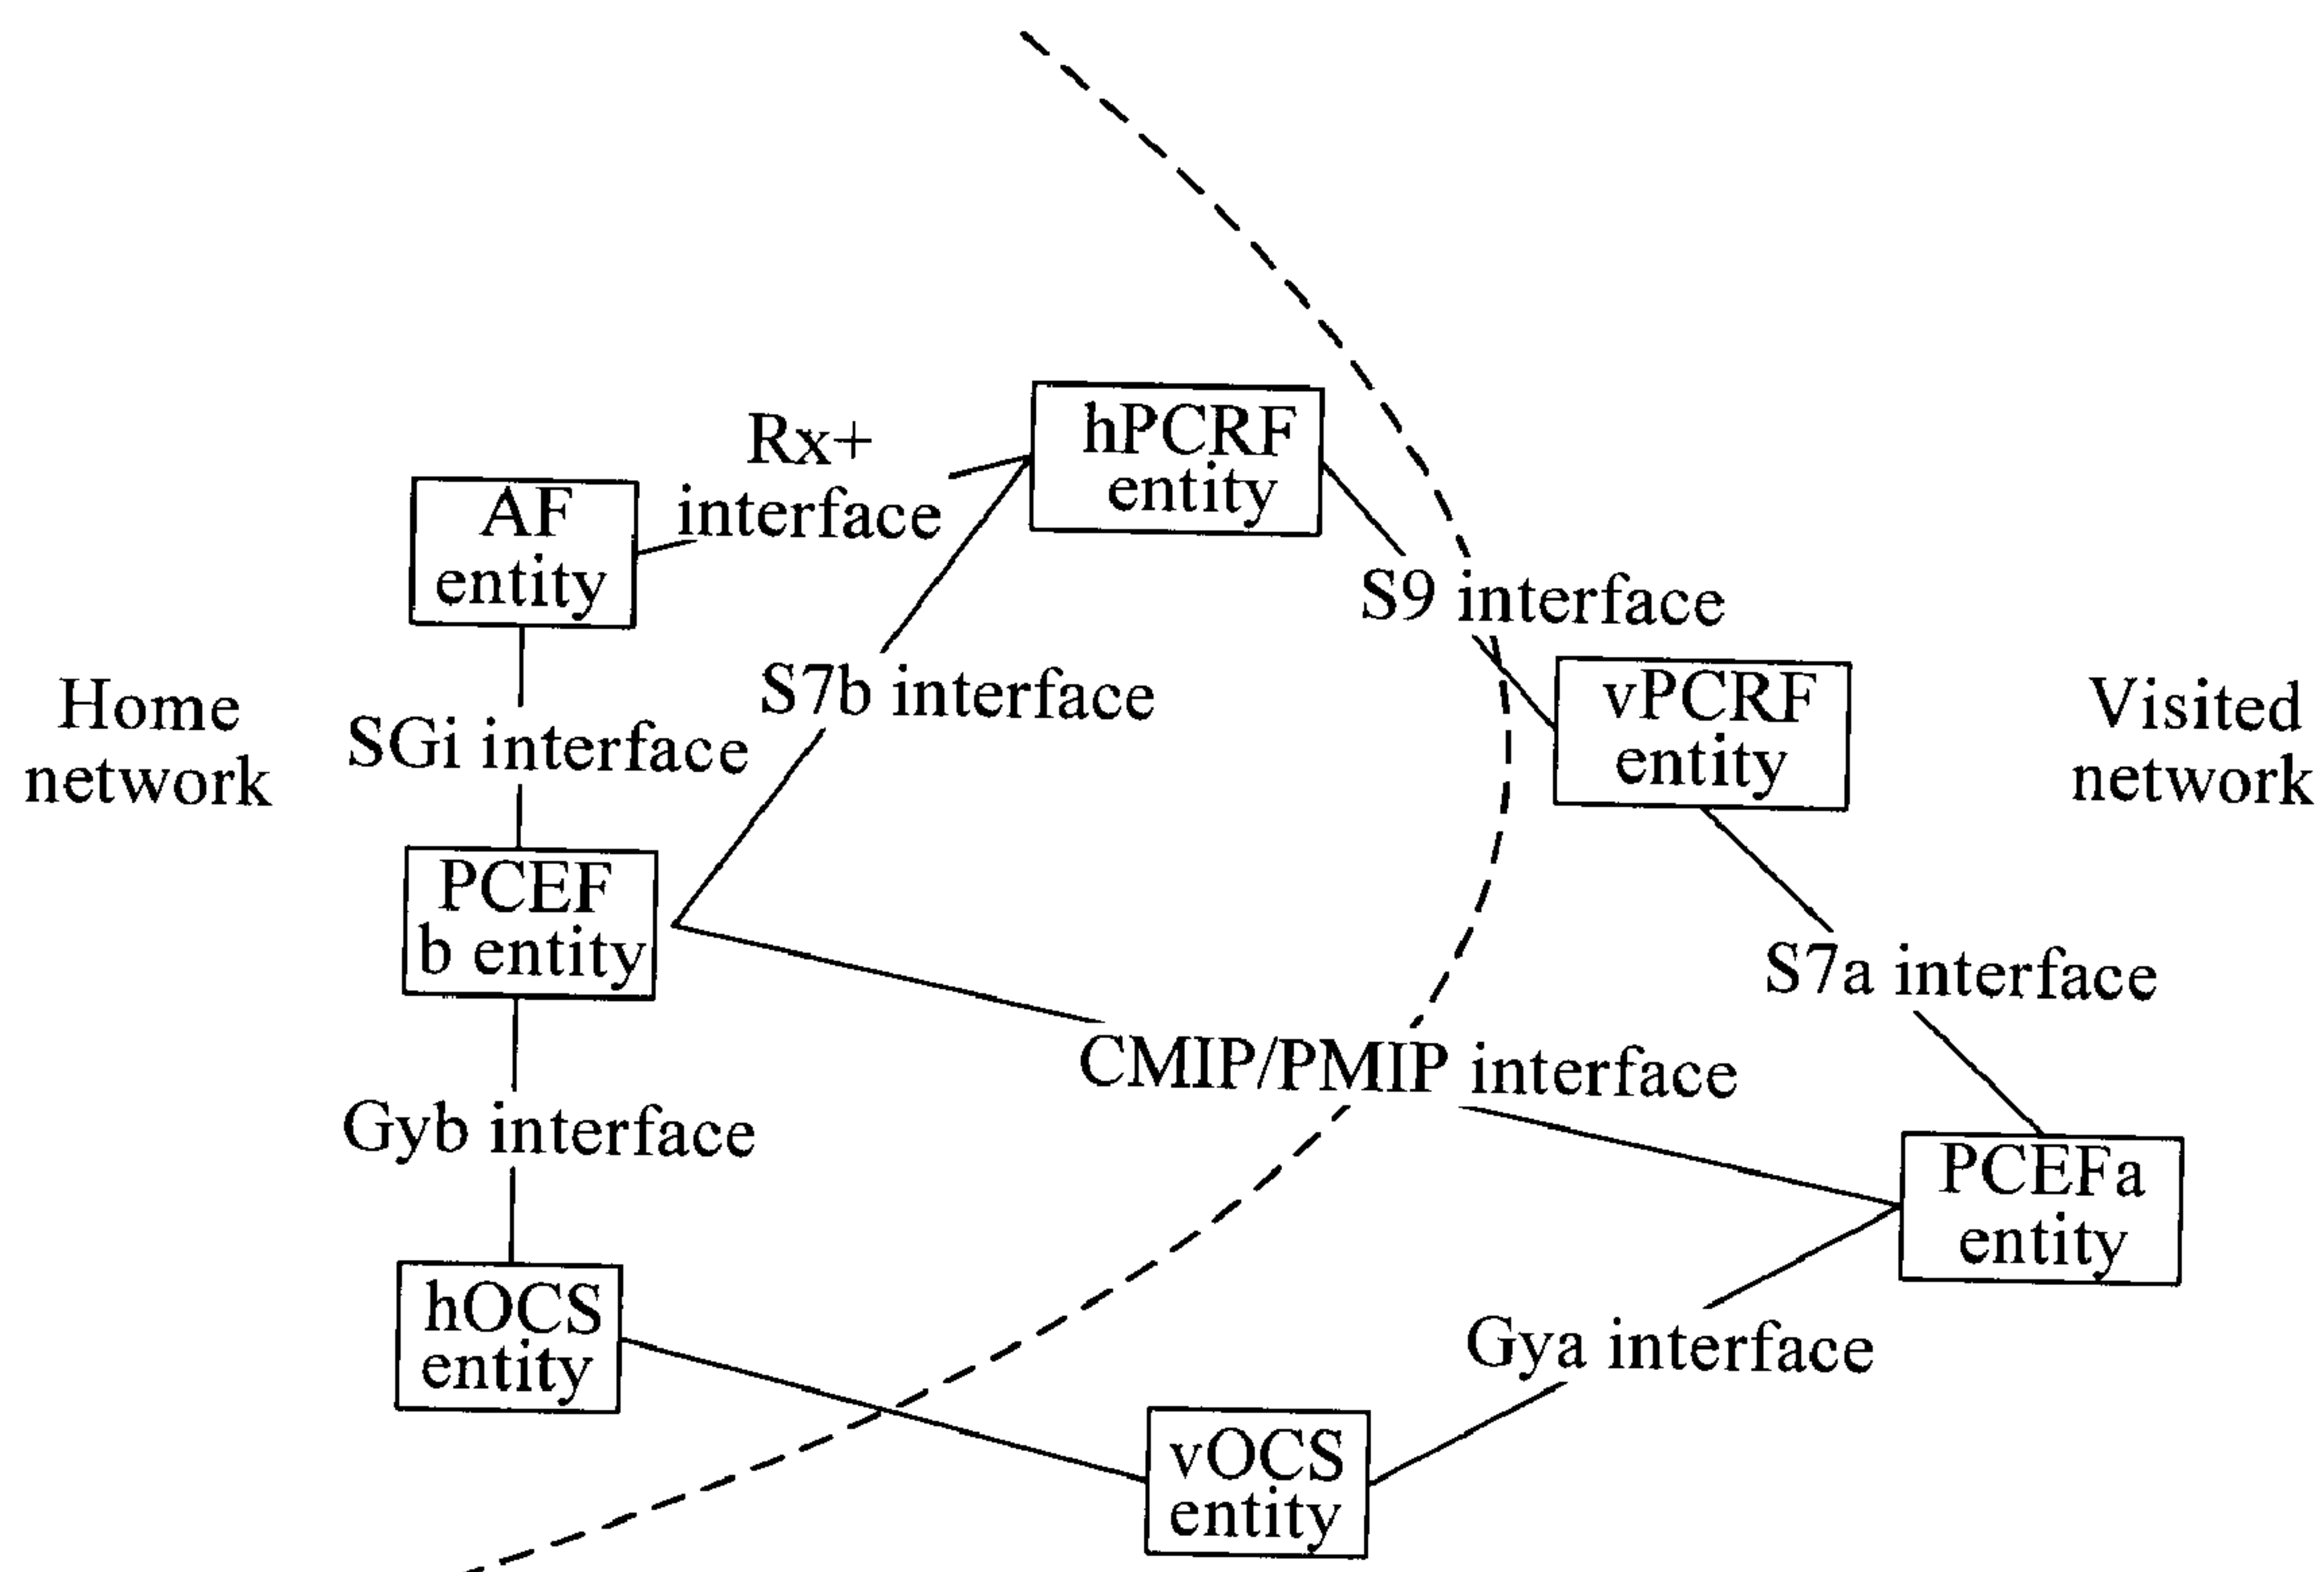 Rx+
interface
hPCRF
entity
AF
entity
S9 interface
Home
network
SGi interface
S7b interface
vPCRF
entity
Visited
network
PCEF
b entity
S7a interface
CMIP/PMIP interface
Gyb interface
PCEFa
entity
hOCS
entity
Gya interface
vOCS
entity